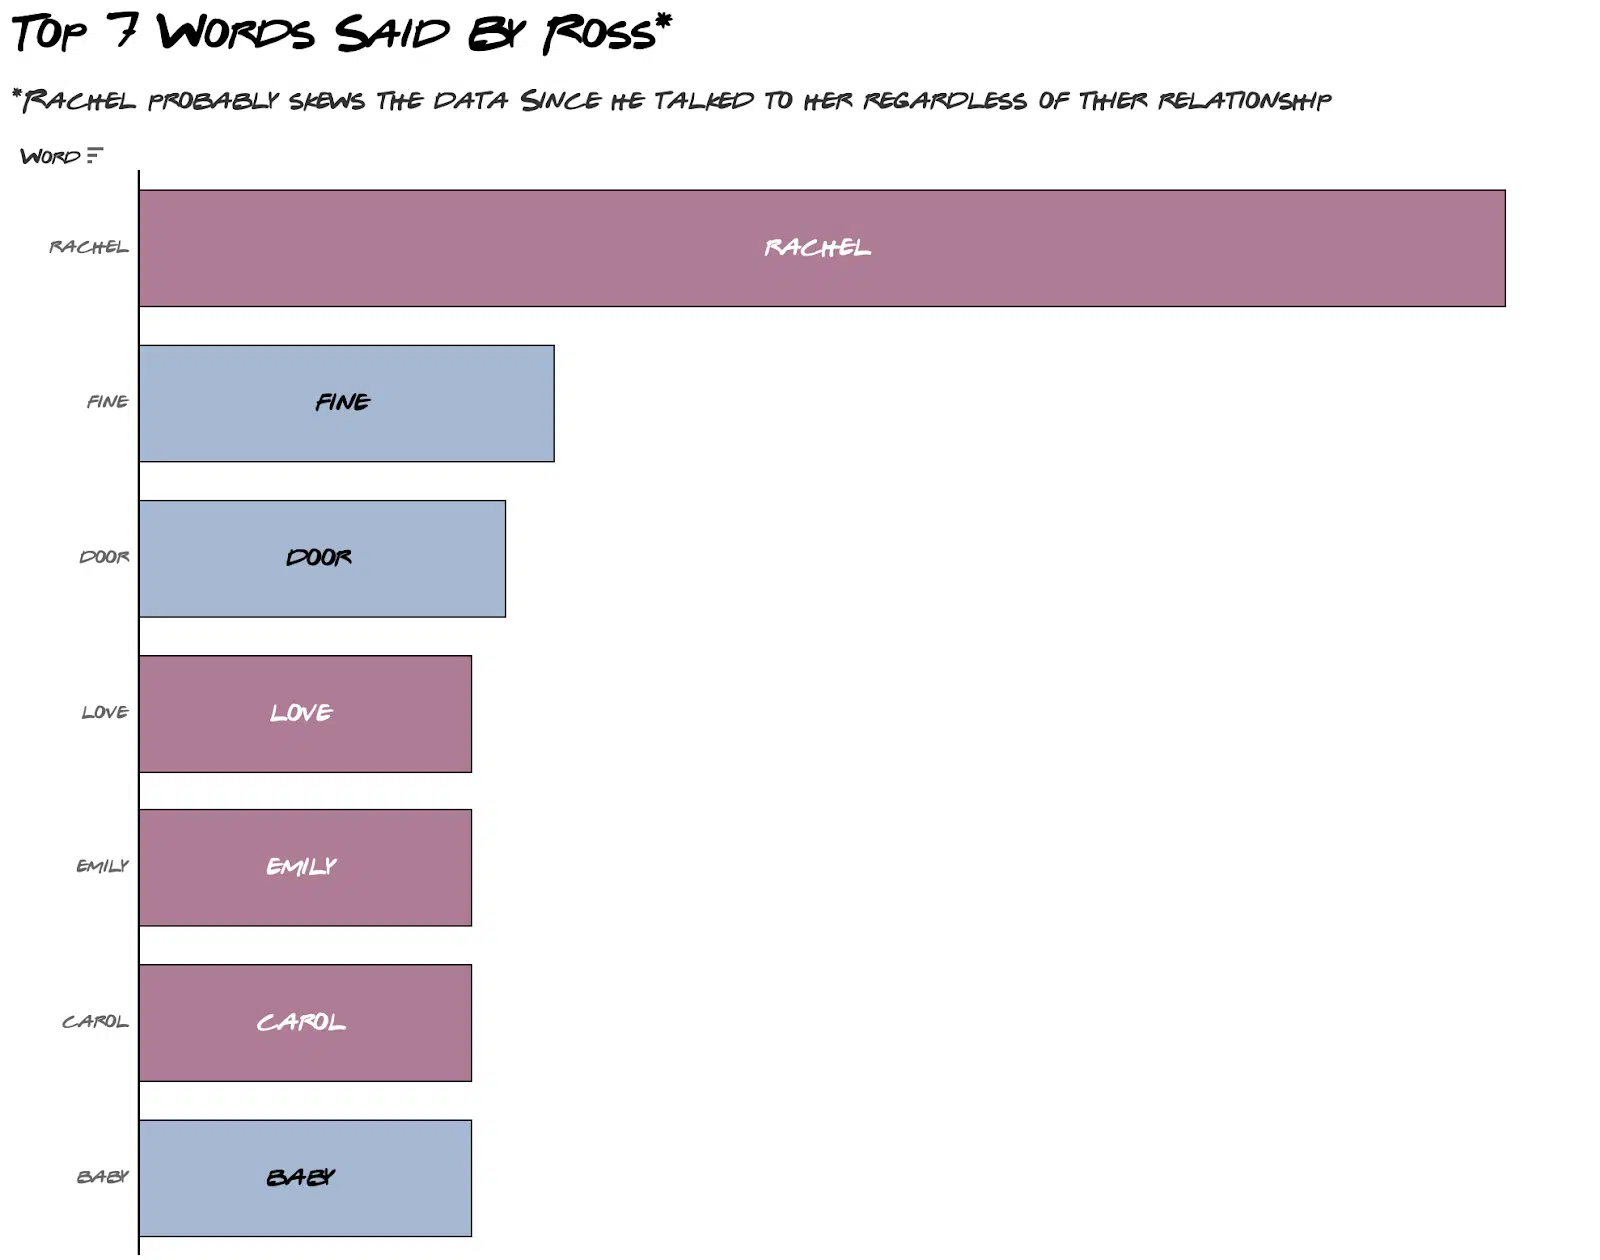 Top 7 Words Said By Ross*
*Rachel probably skews the data Since he talked to her regardless of thier relationship
Word
RACHEL RACHEL
FINE FINE
DOOR DOOR
LOVE LOVE
EMILY EMILY
CAROL CAROL
BABY BABY